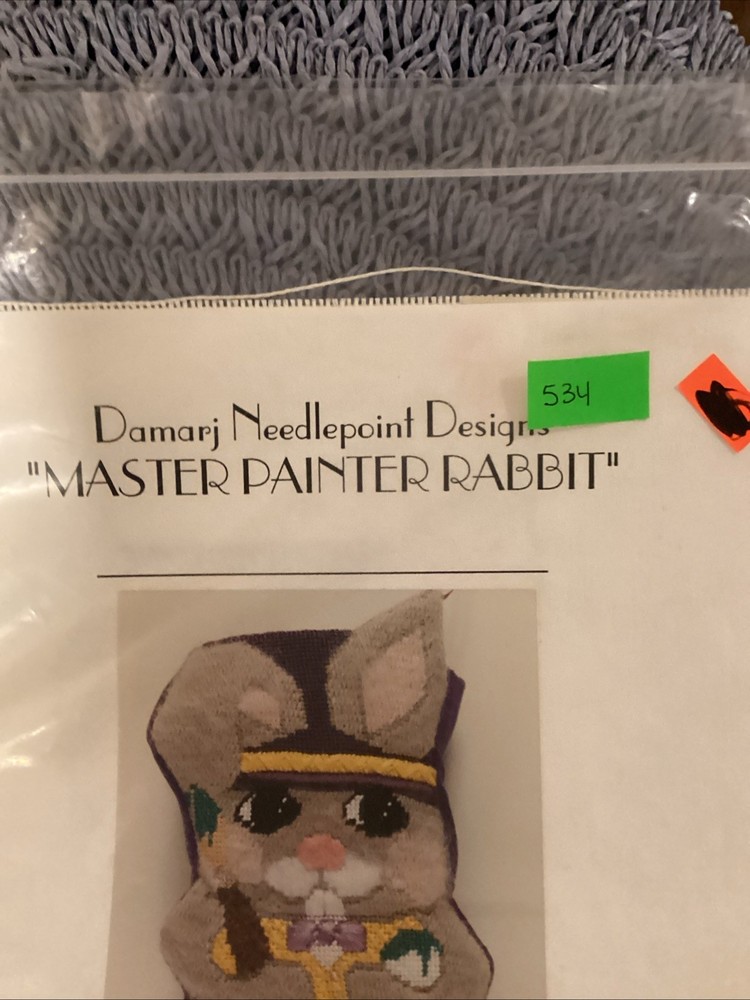 534
Damarj Needlepoint Designs
"MASTER PAINTER RABBIT"